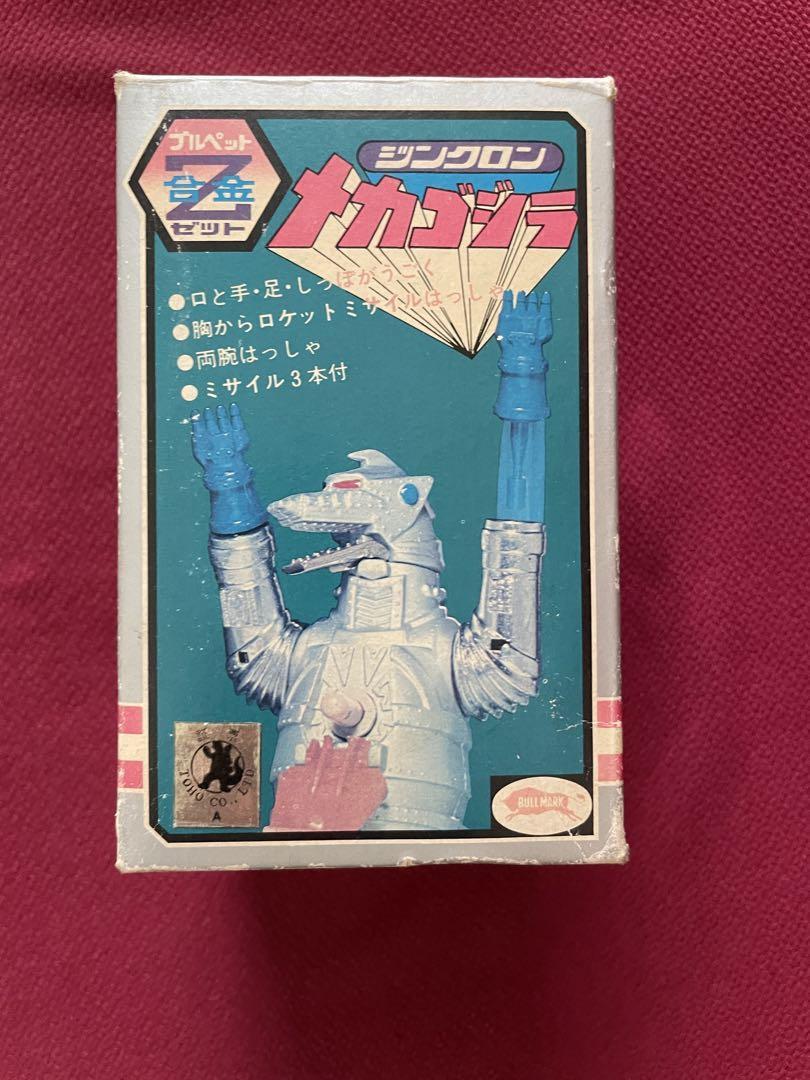 ブルペット
Z合金
ゼット
ジンクロン
メカゴジラ
●口と手・足・しっぽがうごく
●胸からロケットミサイルはっしゃ
●両腕はっしゃ
●ミサイル3本付
TOHO CO., LTD.
A
BULLMARK